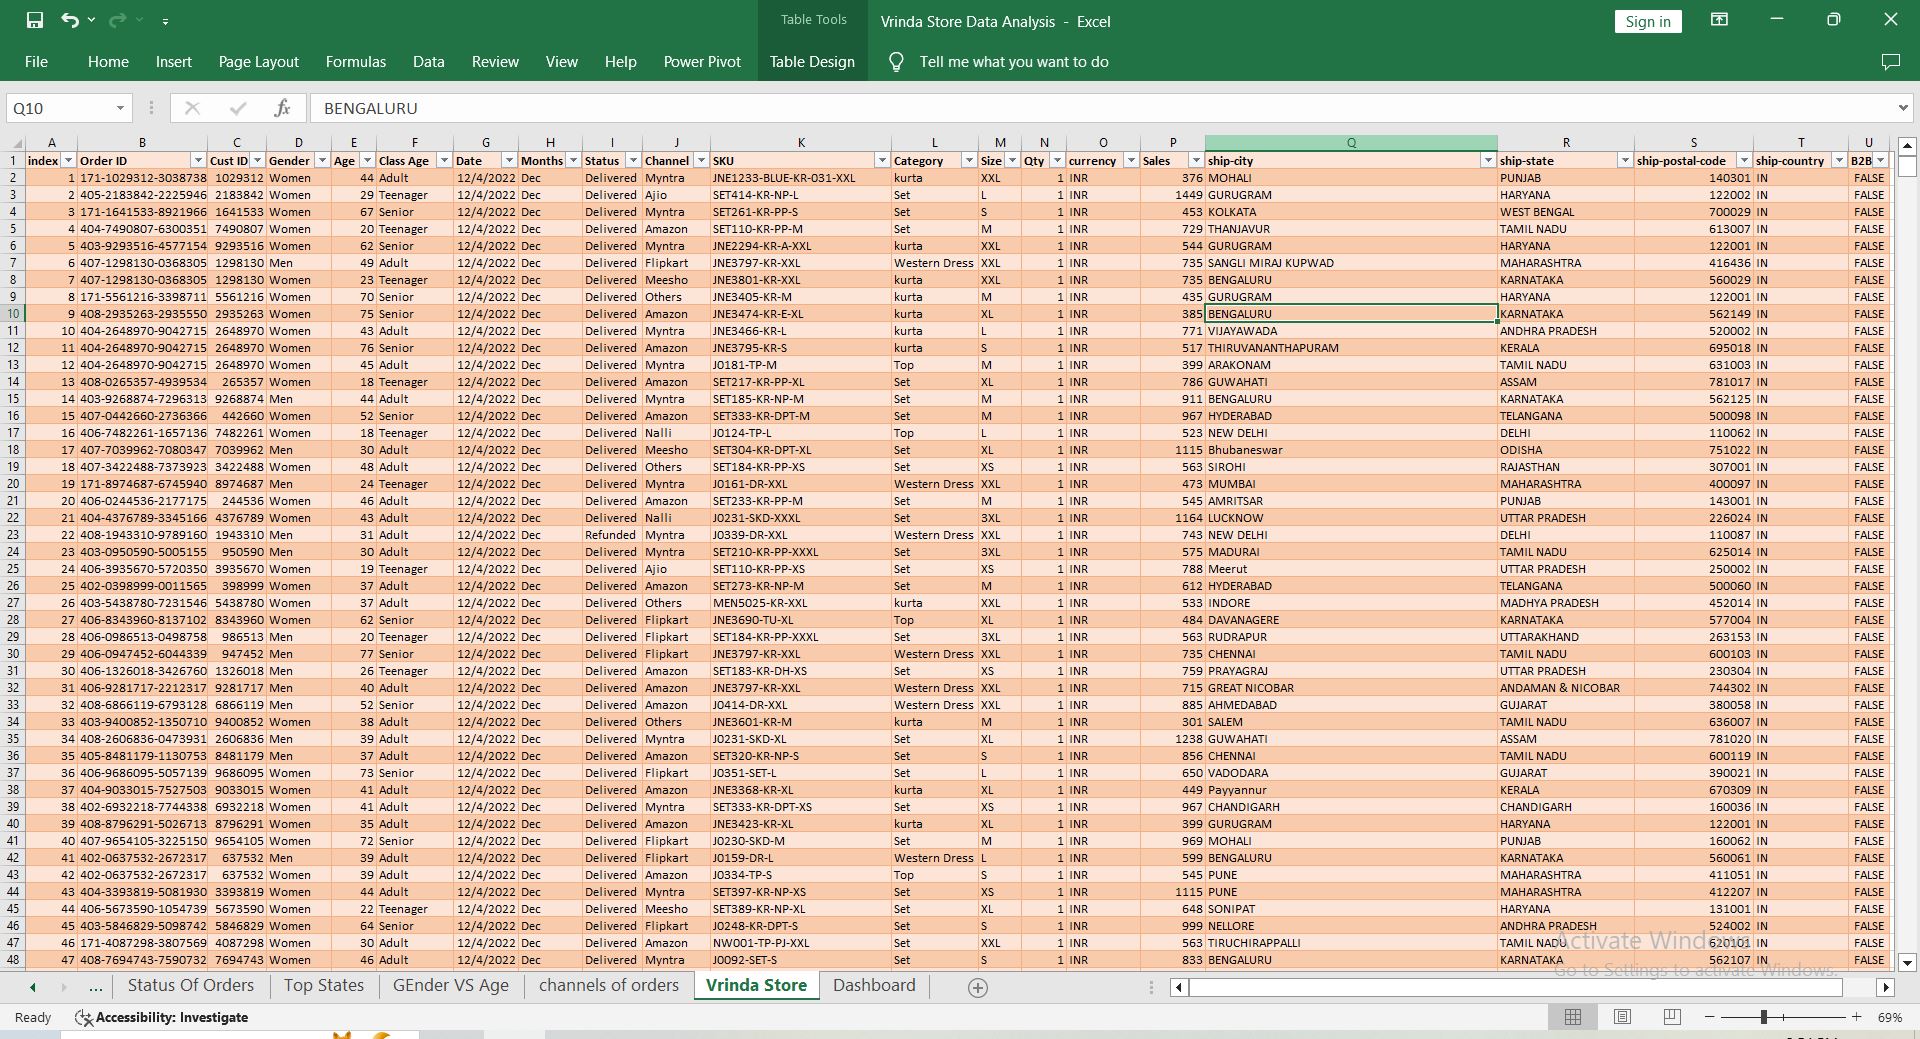 Table Tools
Vrinda Store Data Analysis - Excel
Sign in
File Home Insert Page Layout Formulas Data Review View Help Power Pivot Table Design Tell me what you want to do
Q10 fx BENGALURU
A B C D E F G H I J K L M N O P Q R S T U
1 index Order ID Cust ID Gender Age Class Age Date Months Status Channel SKU Category Size Qty currency Sales ship-city ship-state ship-postal-code ship-country B2B
2 1 171-1029312-3038738 1029312 Women 44 Adult 12/4/2022 Dec Delivered Myntra JNE1233-BLUE-KR-031-XXL kurta XXL 1 INR 376 MOHALI PUNJAB 140301 IN FALSE
3 2 405-2183842-2225946 2183842 Women 29 Teenager 12/4/2022 Dec Delivered Ajio SET414-KR-NP-L Set L 1 INR 1449 GURUGRAM HARYANA 122002 IN FALSE
4 3 171-1641533-8921966 1641533 Women 67 Senior 12/4/2022 Dec Delivered Myntra SET261-KR-PP-S Set S 1 INR 453 KOLKATA WEST BENGAL 700029 IN FALSE
5 4 404-7490807-6300351 7490807 Women 20 Teenager 12/4/2022 Dec Delivered Amazon SET110-KR-PP-M Set M 1 INR 729 THANJAVUR TAMIL NADU 613007 IN FALSE
6 5 403-9293516-4577154 9293516 Women 62 Senior 12/4/2022 Dec Delivered Myntra JNE2294-KR-A-XXL kurta XXL 1 INR 544 GURUGRAM HARYANA 122001 IN FALSE
7 6 407-1298130-0368305 1298130 Men 49 Adult 12/4/2022 Dec Delivered Flipkart JNE3797-KR-XXL Western Dress XXL 1 INR 735 SANGLI MIRAJ KUPWAD MAHARASHTRA 416436 IN FALSE
8 7 407-1298130-0368305 1298130 Women 23 Teenager 12/4/2022 Dec Delivered Meesho JNE3801-KR-XXL kurta XXL 1 INR 735 BENGALURU KARNATAKA 560029 IN FALSE
9 8 171-5561216-3398711 5561216 Women 70 Senior 12/4/2022 Dec Delivered Others JNE3405-KR-M kurta M 1 INR 435 GURUGRAM HARYANA 122001 IN FALSE
10 9 408-2935263-2935550 2935263 Women 75 Senior 12/4/2022 Dec Delivered Amazon JNE3474-KR-E-XL kurta XL 1 INR 385 BENGALURU KARNATAKA 562149 IN FALSE
11 10 404-2648970-9042715 2648970 Women 43 Adult 12/4/2022 Dec Delivered Myntra JNE3466-KR-L kurta L 1 INR 771 VIJAYAWADA ANDHRA PRADESH 520002 IN FALSE
12 11 404-2648970-9042715 2648970 Women 76 Senior 12/4/2022 Dec Delivered Amazon JNE3795-KR-S kurta S 1 INR 517 THIRUVANANTHAPURAM KERALA 695018 IN FALSE
13 12 404-2648970-9042715 2648970 Women 45 Adult 12/4/2022 Dec Delivered Myntra J0181-TP-M Top M 1 INR 399 ARAKONAM TAMIL NADU 631003 IN FALSE
14 13 408-0265357-4939534 265357 Women 18 Teenager 12/4/2022 Dec Delivered Amazon SET217-KR-PP-XL Set XL 1 INR 786 GUWAHATI ASSAM 781017 IN FALSE
15 14 403-9268874-7296313 9268874 Men 44 Adult 12/4/2022 Dec Delivered Myntra SET185-KR-NP-M Set M 1 INR 911 BENGALURU KARNATAKA 562125 IN FALSE
16 15 407-0442660-2736366 442660 Women 52 Senior 12/4/2022 Dec Delivered Amazon SET333-KR-DPT-M Set M 1 INR 967 HYDERABAD TELANGANA 500098 IN FALSE
17 16 406-7482261-1657136 7482261 Women 18 Teenager 12/4/2022 Dec Delivered Nalli J0124-TP-L Top L 1 INR 523 NEW DELHI DELHI 110062 IN FALSE
18 17 407-7039962-7080347 7039962 Men 30 Adult 12/4/2022 Dec Delivered Meesho SET304-KR-DPT-XL Set XL 1 INR 1115 Bhubaneswar ODISHA 751022 IN FALSE
19 18 407-3422488-7373923 3422488 Women 48 Adult 12/4/2022 Dec Delivered Others SET184-KR-PP-XS Set XS 1 INR 563 SIROHI RAJASTHAN 307001 IN FALSE
20 19 171-8974687-6745940 8974687 Men 24 Teenager 12/4/2022 Dec Delivered Myntra J0161-DR-XXL Western Dress XXL 1 INR 473 MUMBAI MAHARASHTRA 400097 IN FALSE
21 20 406-0244536-2177175 244536 Women 46 Adult 12/4/2022 Dec Delivered Amazon SET233-KR-PP-M Set M 1 INR 545 AMRITSAR PUNJAB 143001 IN FALSE
22 21 404-4376789-3345166 4376789 Women 43 Adult 12/4/2022 Dec Delivered Nalli J0231-SKD-XXXL Set 3XL 1 INR 1164 LUCKNOW UTTAR PRADESH 226024 IN FALSE
23 22 408-1943310-9789160 1943310 Men 31 Adult 12/4/2022 Dec Refunded Myntra J0339-DR-XXL Western Dress XXL 1 INR 743 NEW DELHI DELHI 110087 IN FALSE
24 23 403-0950590-5005155 950590 Men 30 Adult 12/4/2022 Dec Delivered Myntra SET210-KR-PP-XXXL Set 3XL 1 INR 575 MADURAI TAMIL NADU 625014 IN FALSE
25 24 406-3935670-5720350 3935670 Women 19 Teenager 12/4/2022 Dec Delivered Ajio SET110-KR-PP-XS Set XS 1 INR 788 Meerut UTTAR PRADESH 250002 IN FALSE
26 25 402-0398999-0011565 398999 Women 37 Adult 12/4/2022 Dec Delivered Amazon SET273-KR-NP-M Set M 1 INR 612 HYDERABAD TELANGANA 500060 IN FALSE
27 26 403-5438780-7231546 5438780 Women 37 Adult 12/4/2022 Dec Delivered Others MEN5025-KR-XXL kurta XXL 1 INR 533 INDORE MADHYA PRADESH 452014 IN FALSE
28 27 406-8343960-8137102 8343960 Women 62 Senior 12/4/2022 Dec Delivered Flipkart JNE3690-TU-XL Top XL 1 INR 484 DAVANAGERE KARNATAKA 577004 IN FALSE
29 28 406-0986513-0498758 986513 Men 20 Teenager 12/4/2022 Dec Delivered Flipkart SET184-KR-PP-XXXL Set 3XL 1 INR 563 RUDRAPUR UTTARAKHAND 263153 IN FALSE
30 29 406-0947452-6044339 947452 Men 77 Senior 12/4/2022 Dec Delivered Flipkart JNE3797-KR-XXL Western Dress XXL 1 INR 735 CHENNAI TAMIL NADU 600103 IN FALSE
31 30 406-1326018-3426760 1326018 Men 26 Teenager 12/4/2022 Dec Delivered Amazon SET183-KR-DH-XS Set XS 1 INR 759 PRAYAGRAJ UTTAR PRADESH 230304 IN FALSE
32 31 406-9281717-2212317 9281717 Men 40 Adult 12/4/2022 Dec Delivered Amazon JNE3797-KR-XXL Western Dress XXL 1 INR 715 GREAT NICOBAR ANDAMAN & NICOBAR 744302 IN FALSE
33 32 408-6866119-6793128 6866119 Men 52 Senior 12/4/2022 Dec Delivered Amazon J0414-DR-XXL Western Dress XXL 1 INR 885 AHMEDABAD GUJARAT 380058 IN FALSE
34 33 403-9400852-1350710 9400852 Women 38 Adult 12/4/2022 Dec Delivered Others JNE3601-KR-M kurta M 1 INR 301 SALEM TAMIL NADU 636007 IN FALSE
35 34 408-2606836-0473931 2606836 Men 39 Adult 12/4/2022 Dec Delivered Myntra J0231-SKD-XL Set XL 1 INR 1238 GUWAHATI ASSAM 781020 IN FALSE
36 35 405-8481179-1130753 8481179 Men 37 Adult 12/4/2022 Dec Delivered Amazon SET320-KR-NP-S Set S 1 INR 856 CHENNAI TAMIL NADU 600119 IN FALSE
37 36 406-9686095-5057139 9686095 Women 73 Senior 12/4/2022 Dec Delivered Flipkart J0351-SET-L Set L 1 INR 650 VADODARA GUJARAT 390021 IN FALSE
38 37 404-9033015-7527503 9033015 Women 41 Adult 12/4/2022 Dec Delivered Amazon JNE3368-KR-XL kurta XL 1 INR 449 Payyannur KERALA 670309 IN FALSE
39 38 402-6932218-7744338 6932218 Women 41 Adult 12/4/2022 Dec Delivered Myntra SET333-KR-DPT-XS Set XS 1 INR 967 CHANDIGARH CHANDIGARH 160036 IN FALSE
40 39 408-8796291-5026713 8796291 Women 35 Adult 12/4/2022 Dec Delivered Amazon JNE3423-KR-XL kurta XL 1 INR 399 GURUGRAM HARYANA 122001 IN FALSE
41 40 407-9654105-3225150 9654105 Women 72 Senior 12/4/2022 Dec Delivered Flipkart J0230-SKD-M Set M 1 INR 969 MOHALI PUNJAB 160062 IN FALSE
42 41 402-0637532-2672317 637532 Men 39 Adult 12/4/2022 Dec Delivered Flipkart J0159-DR-L Western Dress L 1 INR 599 BENGALURU KARNATAKA 560061 IN FALSE
43 42 402-0637532-2672317 637532 Women 39 Adult 12/4/2022 Dec Delivered Amazon J0334-TP-S Top S 1 INR 545 PUNE MAHARASHTRA 411051 IN FALSE
44 43 404-3393819-5081930 3393819 Women 44 Adult 12/4/2022 Dec Delivered Myntra SET397-KR-NP-XS Set XS 1 INR 1115 PUNE MAHARASHTRA 412207 IN FALSE
45 44 406-5673590-1054739 5673590 Women 22 Teenager 12/4/2022 Dec Delivered Meesho SET389-KR-NP-XL Set XL 1 INR 648 SONIPAT HARYANA 131001 IN FALSE
46 45 403-5846829-5098742 5846829 Women 64 Senior 12/4/2022 Dec Delivered Flipkart J0248-KR-DPT-S Set S 1 INR 999 NELLORE ANDHRA PRADESH 524002 IN FALSE
47 46 171-4087298-3807569 4087298 Women 30 Adult 12/4/2022 Dec Delivered Amazon NW001-TP-PJ-XXL Set XXL 1 INR 563 TIRUCHIRAPPALLI TAMIL NADU 620101 IN FALSE
48 47 408-7694743-7590732 7694743 Women 46 Adult 12/4/2022 Dec Delivered Myntra J0092-SET-S Set S 1 INR 833 BENGALURU KARNATAKA 562107 IN FALSE
Activate Windows
Go to Settings to activate Windows.
... Status Of Orders Top States GEnder VS Age channels of orders Vrinda Store Dashboard
Ready Accessibility: Investigate 69%